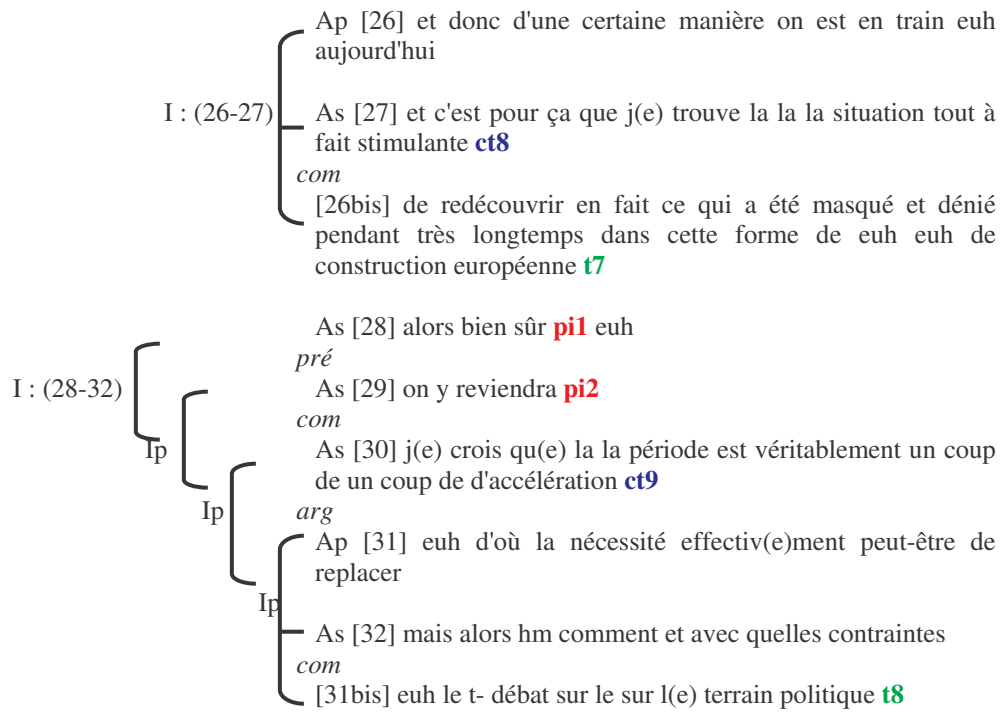 Ap [26] et donc d'une certaine manière on est en train euh
aujourd'hui
I : (26-27)
As [27] et c'est pour ça que j(e) trouve la la la situation tout à
fait stimulante ct8
com
[26bis] de redécouvrir en fait ce qui a été masqué et dénié
pendant très longtemps dans cette forme de euh euh de
construction européenne t7
As [28] alors bien sûr pi1 euh
pré
I : (28-32)
As [29] on y reviendra pi2
com
Ip
As [30] j(e) crois qu(e) la la période est véritablement un coup
de un coup de d'accélération ct9
Ip
arg
Ap [31] euh d'où la nécessité effectiv(e)ment peut-être de
replacer
Ip
As [32] mais alors hm comment et avec quelles contraintes
com
[31bis] euh le t- débat sur le sur l(e) terrain politique t8